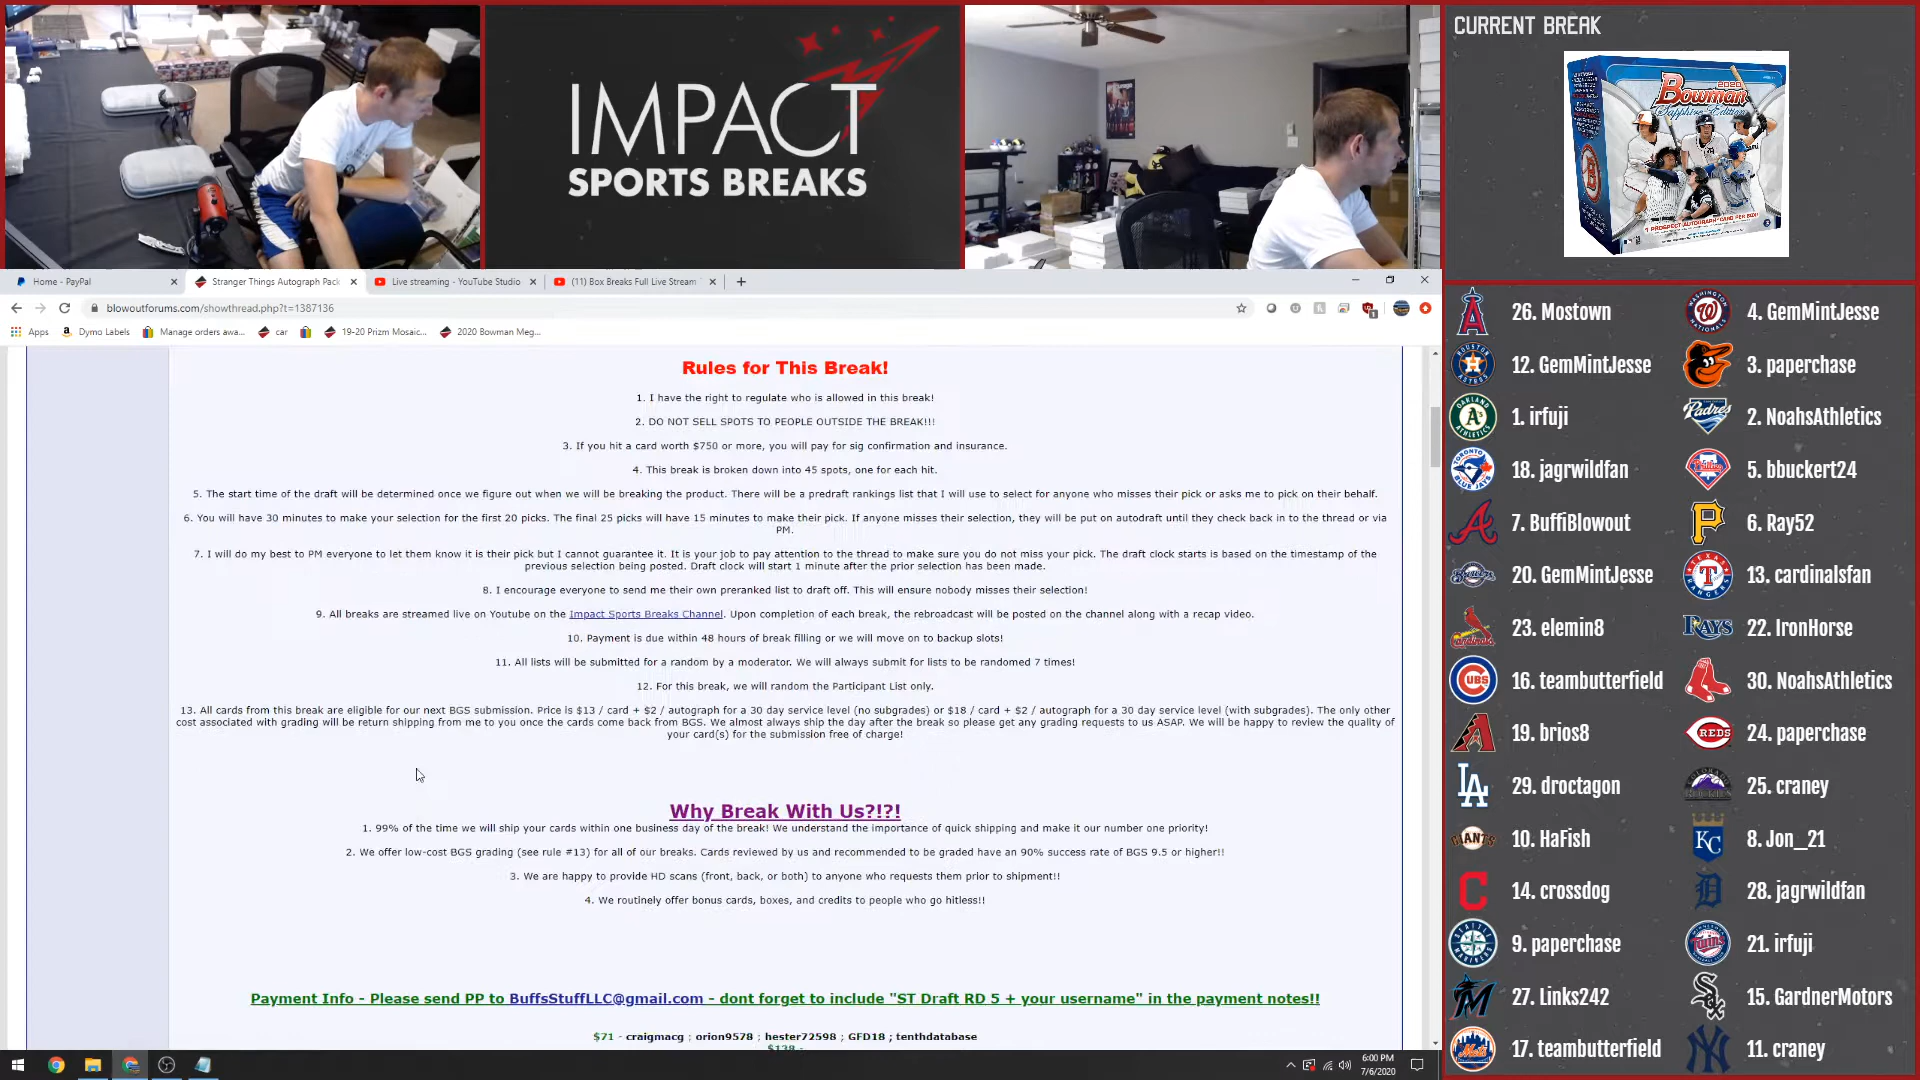 IMPACT
SPORTS BREAKS
CURRENT BREAK
2020
Bowman
Sapphire Edition
Home - PayPal
Stranger Things Autograph Pack
Live streaming - YouTube Studio
(11) Box Breaks Full Live Stream
blowoutforums.com/showthread.php?t=1387136
Apps
Dymo Labels
Manage orders awa...
car
19-20 Prizm Mosaic...
2020 Bowman Meg...
Rules for This Break!
1. I have the right to regulate who is allowed in this break!
2. DO NOT SELL SPOTS TO PEOPLE OUTSIDE THE BREAK!!!
3. If you hit a card worth $750 or more, you will pay for sig confirmation and insurance.
4. This break is broken down into 45 spots, one for each hit.
5. The start time of the draft will be determined once we figure out when we will be breaking the product. There will be a predraft rankings list that I will use to select for anyone who misses their pick or asks me to pick on their behalf.
6. You will have 30 minutes to make your selection for the first 20 picks. The final 25 picks will have 15 minutes to make their pick. If anyone misses their selection, they will be put on autodraft until they check back in to the thread or via
PM.
7. I will do my best to PM everyone to let them know it is their pick but I cannot guarantee it. It is your job to pay attention to the thread to make sure you do not miss your pick. The draft clock starts is based on the timestamp of the
previous selection being posted. Draft clock will start 1 minute after the prior selection has been made.
8. I encourage everyone to send me their own preranked list to draft off. This will ensure nobody misses their selection!
9. All breaks are streamed live on Youtube on the Impact Sports Breaks Channel. Upon completion of each break, the rebroadcast will be posted on the channel along with a recap video.
10. Payment is due within 48 hours of break filling or we will move on to backup slots!
11. All lists will be submitted for a random by a moderator. We will always submit for lists to be randomed 7 times!
12. For this break, we will random the Participant List only.
13. All cards from this break are eligible for our next BGS submission. Price is $13 / card + $2 / autograph for a 30 day service level (no subgrades) or $18 / card + $2 / autograph for a 30 day service level (with subgrades). The only other
cost associated with grading will be return shipping from me to you once the cards come back from BGS. We almost always ship the day after the break so please get any grading requests to us ASAP. We will be happy to review the quality of
your card(s) for the submission free of charge!
Why Break With Us?!?!
1. 99% of the time we will ship your cards within one business day of the break! We understand the importance of quick shipping and make it our number one priority!
2. We offer low-cost BGS grading (see rule #13) for all of our breaks. Cards reviewed by us and recommended to be graded have an 90% success rate of BGS 9.5 or higher!!
3. We are happy to provide HD scans (front, back, or both) to anyone who requests them prior to shipment!!
4. We routinely offer bonus cards, boxes, and credits to people who go hitless!!
Payment Info - Please send PP to BuffsStuffLLC@gmail.com - dont forget to include "ST Draft RD 5 + your username" in the payment notes!!
$71 - craigmacg ; orion9578 ; hester72598 ; GFD18 ; tenthdatabase
$138 -
6:00 PM
7/6/2020
26. Mostown
4. GemMintJesse
12. GemMintJesse
3. paperchase
1. irfuji
2. NoahsAthletics
18. jagrwildfan
5. bbuckert24
7. BuffiBlowout
6. Ray52
20. GemMintJesse
13. cardinalsfan
23. elemin8
22. IronHorse
16. teambutterfield
30. NoahsAthletics
19. brios8
24. paperchase
29. droctagon
25. craney
10. HaFish
8. Jon_21
14. crossdog
28. jagrwildfan
9. paperchase
21. irfuji
27. Links242
15. GardnerMotors
17. teambutterfield
11. craney